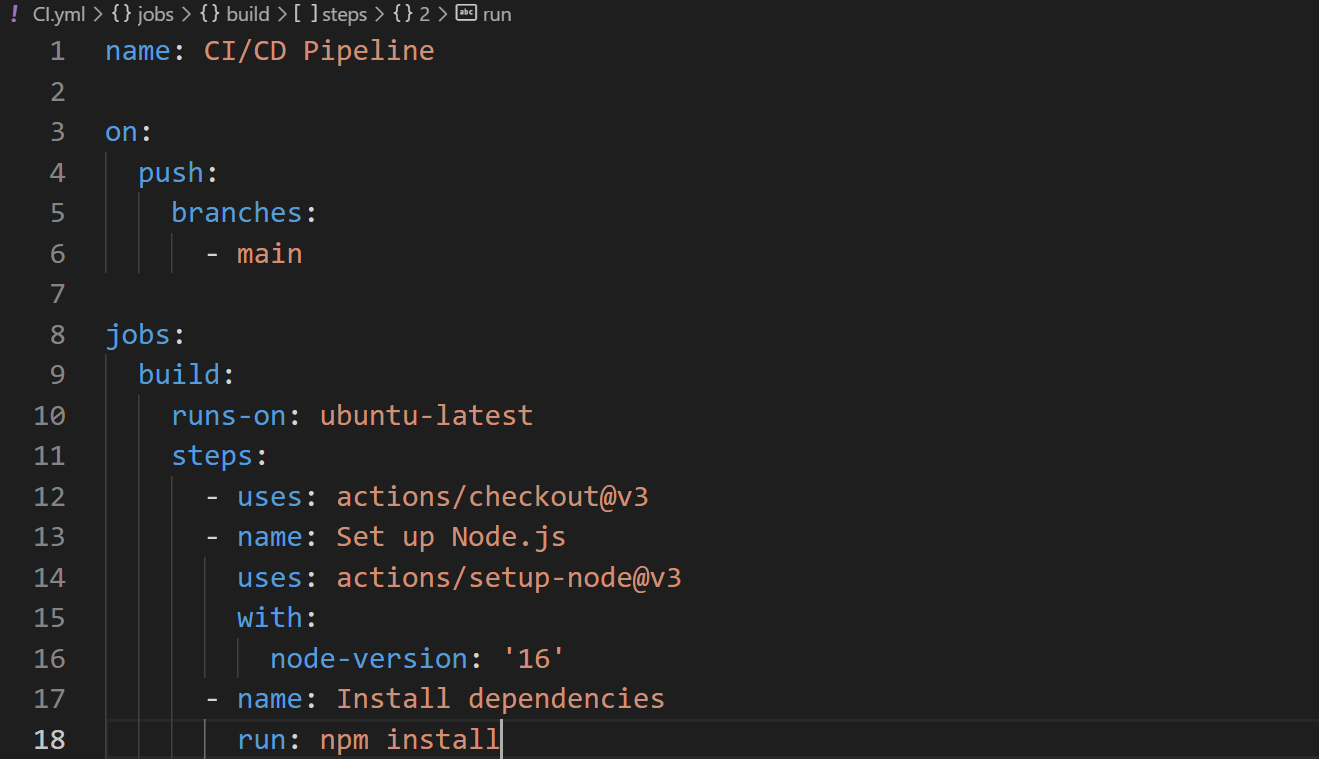 ! CI.yml > {} jobs > {} build > [ ] steps > {} 2 > abc run
1 name: CI/CD Pipeline
2
3 on:
4   push:
5     branches:
6       - main
7
8 jobs:
9   build:
10     runs-on: ubuntu-latest
11     steps:
12       - uses: actions/checkout@v3
13       - name: Set up Node.js
14         uses: actions/setup-node@v3
15         with:
16           node-version: '16'
17       - name: Install dependencies
18         run: npm install